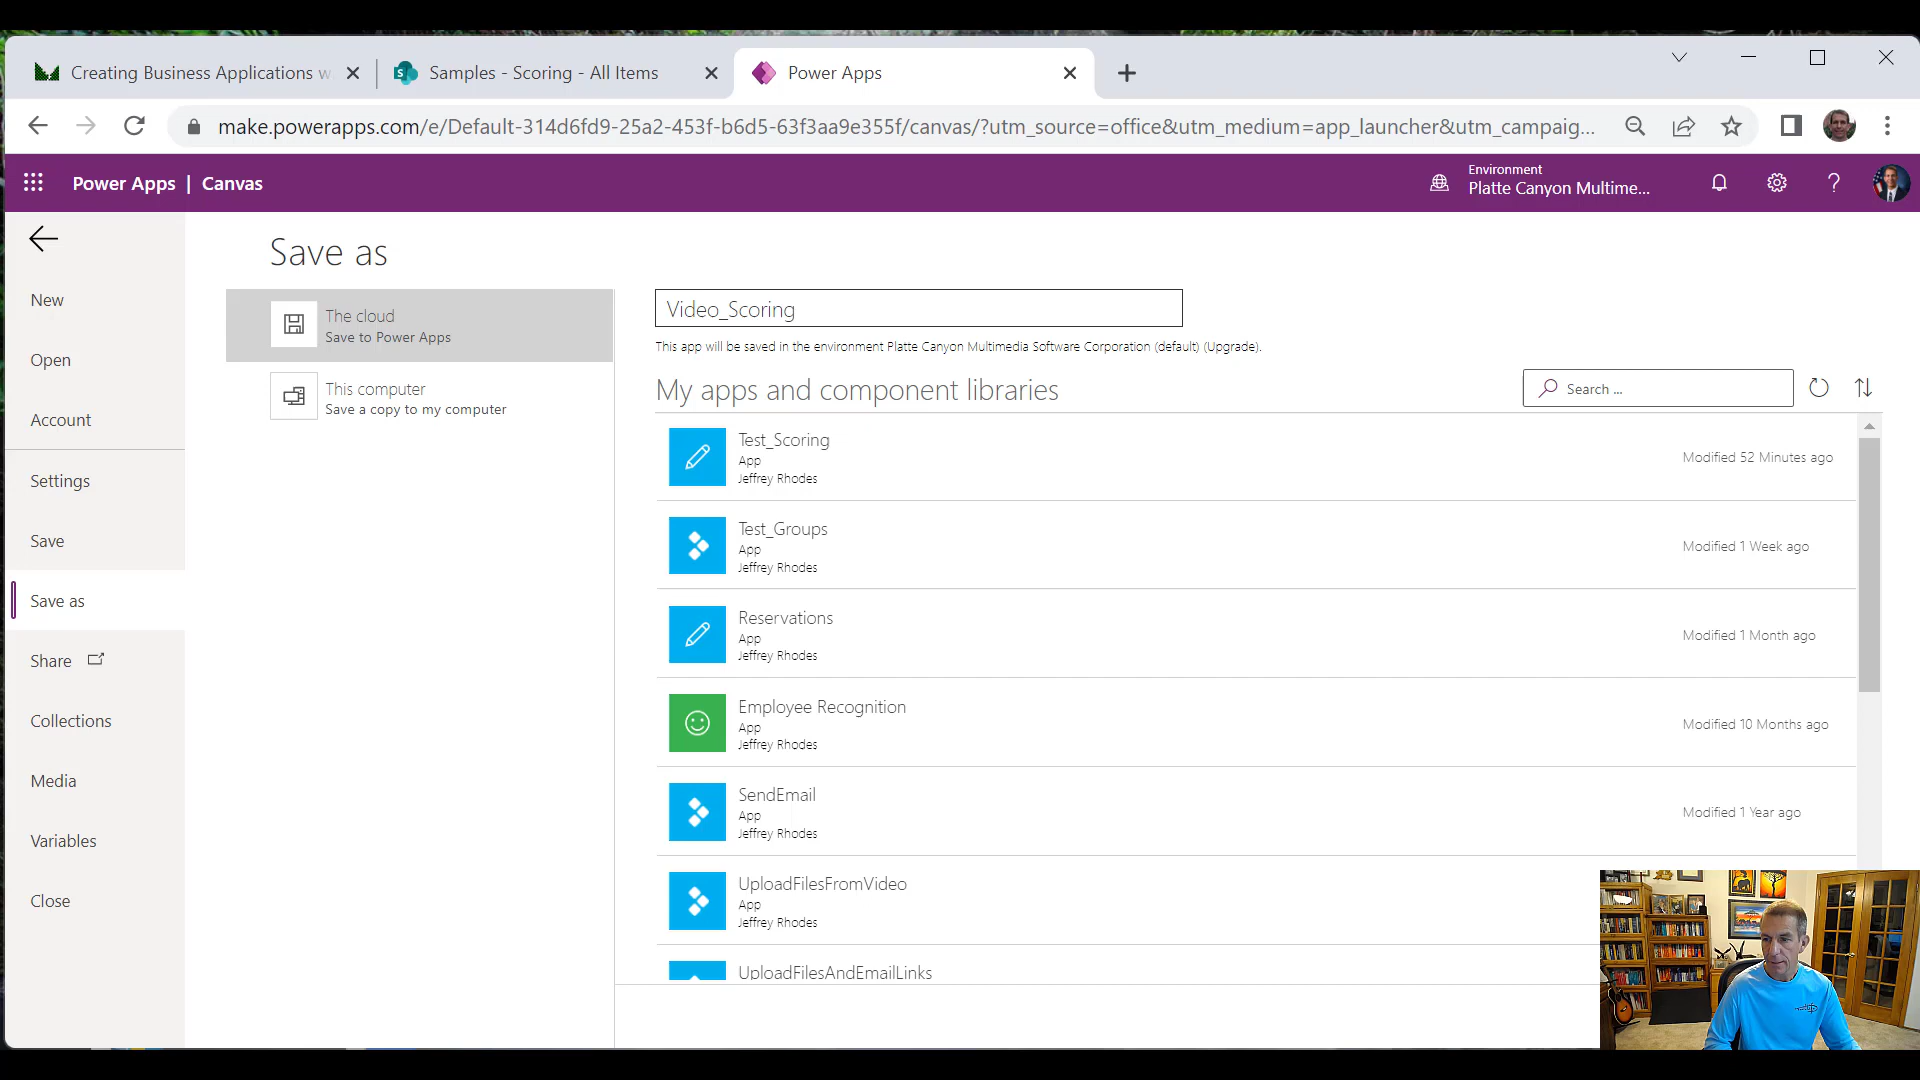 Creating Business Applications w
Samples - Scoring - All Items
Power Apps
make.powerapps.com/e/Default-314d6fd9-25a2-453f-b6d5-63f3aa9e355f/canvas/?utm_source=office&utm_medium=app_launcher&utm_campaig...
Power Apps | Canvas
Environment
Platte Canyon Multime...
New
Open
Account
Settings
Save
Save as
Share
Collections
Media
Variables
Close
Save as
The cloud
Save to Power Apps
This computer
Save a copy to my computer
Video_Scoring
This app will be saved in the environment Platte Canyon Multimedia Software Corporation (default) (Upgrade).
My apps and component libraries
Search ...
Test_Scoring
App
Jeffrey Rhodes
Modified 52 Minutes ago
Test_Groups
App
Jeffrey Rhodes
Modified 1 Week ago
Reservations
App
Jeffrey Rhodes
Modified 1 Month ago
Employee Recognition
App
Jeffrey Rhodes
Modified 10 Months ago
SendEmail
App
Jeffrey Rhodes
Modified 1 Year ago
UploadFilesFromVideo
App
Jeffrey Rhodes
UploadFilesAndEmailLinks